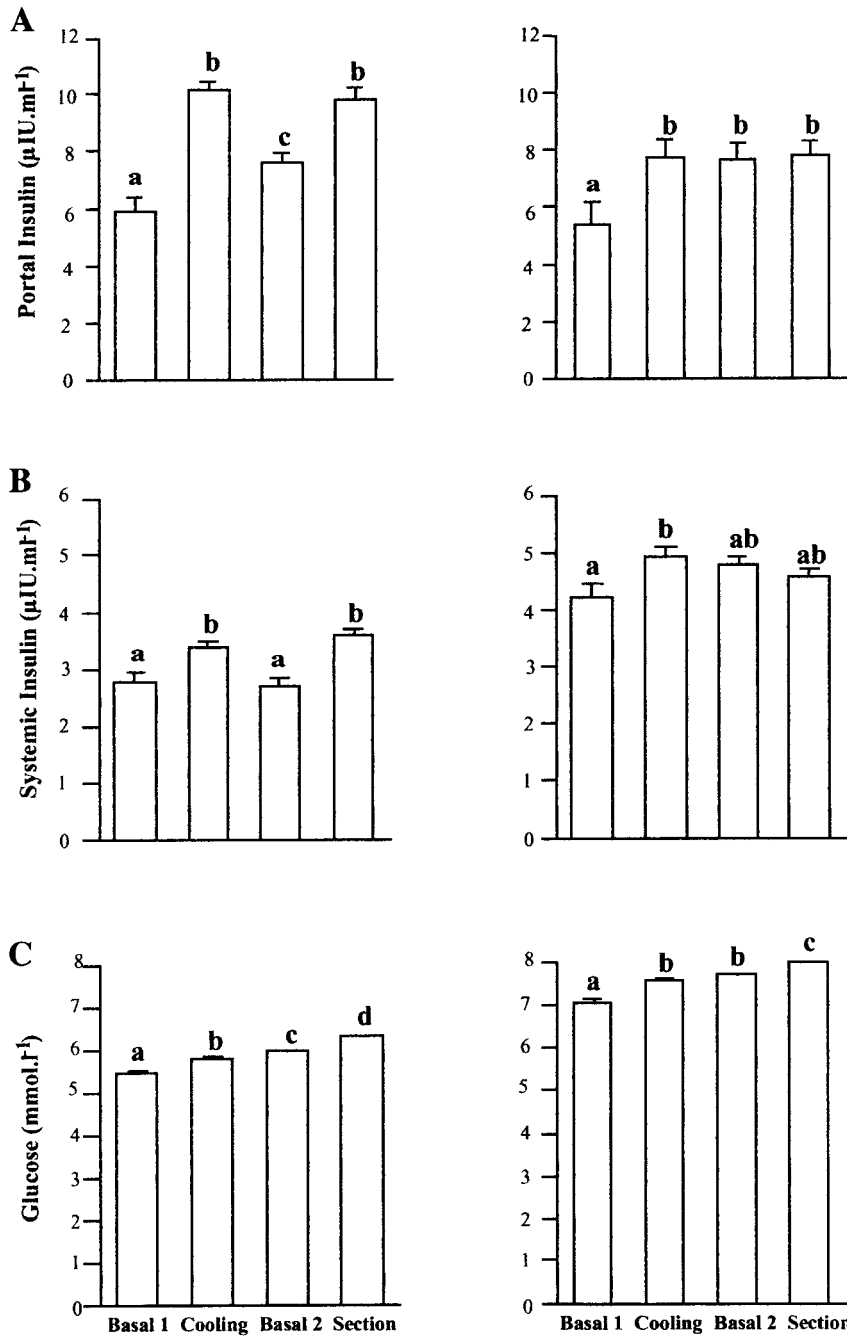 A
Portal Insulin (µIU.ml⁻¹)
12
10
8
6
4
2
0
a
b
c
b
12
10
8
6
4
2
0
a
b
b
b
B
Systemic Insulin (µIU.ml⁻¹)
6
5
4
3
2
1
0
a
b
a
b
6
5
4
3
2
1
0
a
b
ab
ab
C
Glucose (mmol.l⁻¹)
8
7
6
5
4
3
2
1
0
a
b
c
d
Basal 1 Cooling Basal 2 Section
8
7
6
5
4
3
2
1
0
a
b
b
c
Basal 1 Cooling Basal 2 Section